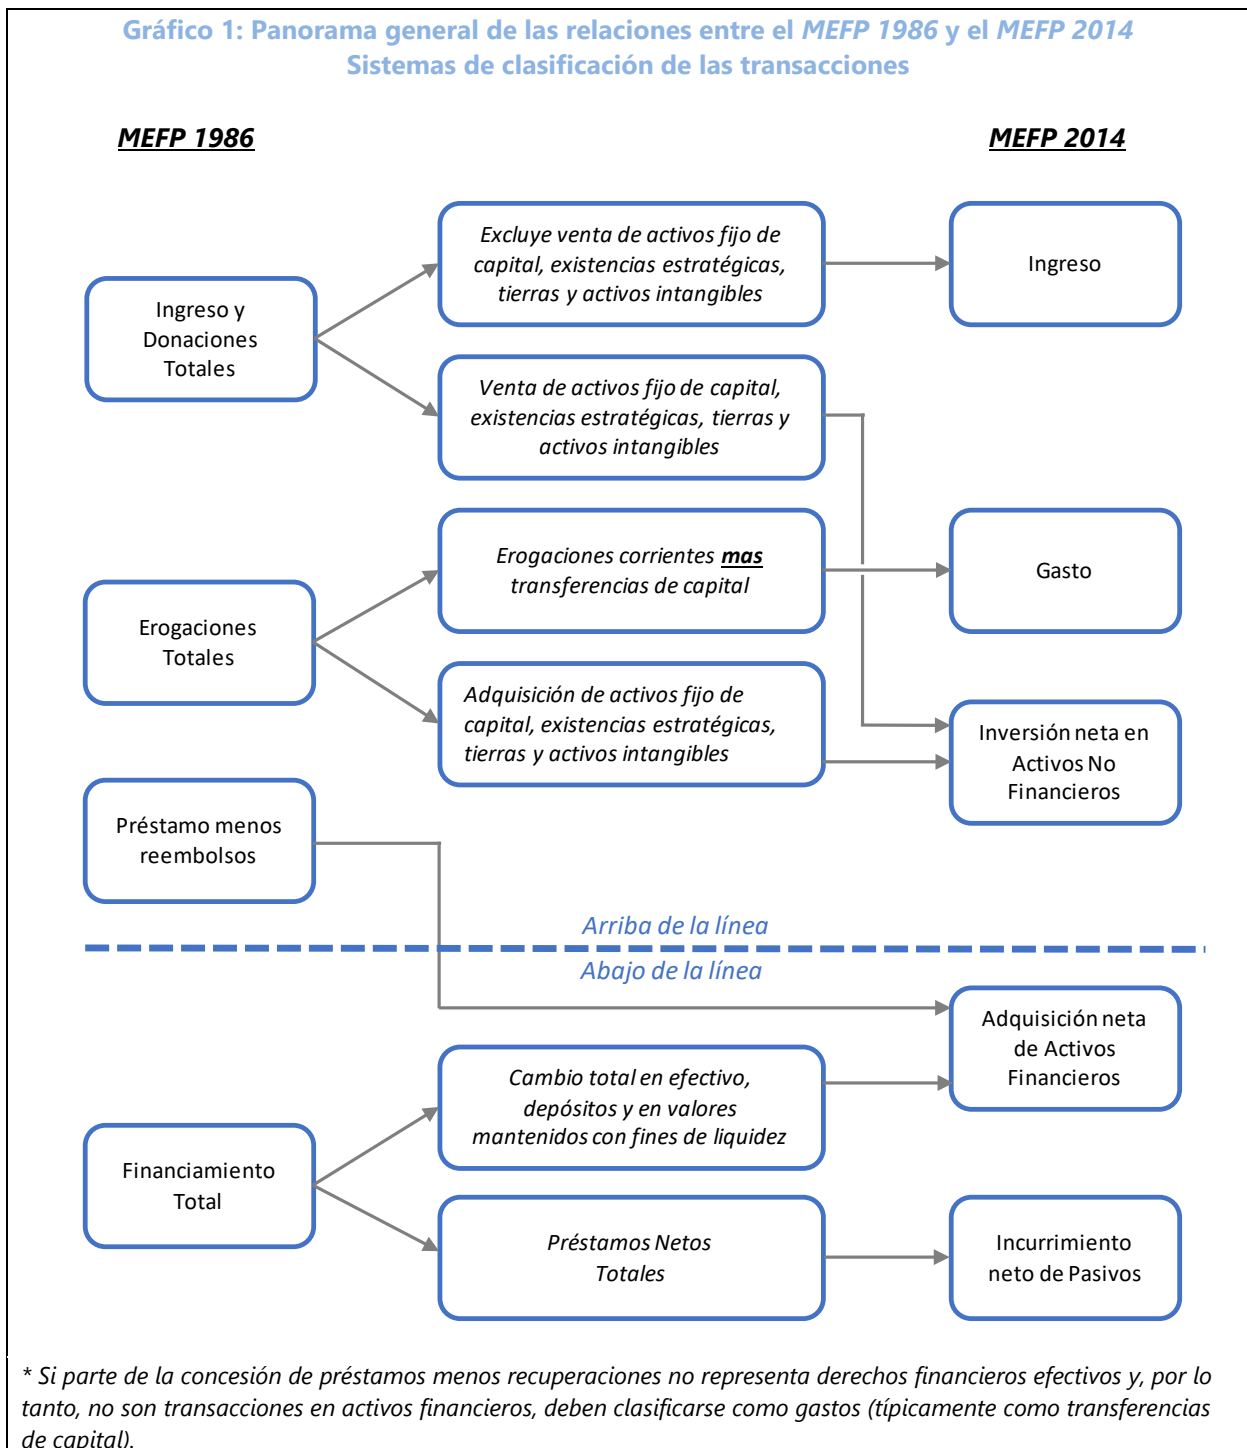 Gráfico 1: Panorama general de las relaciones entre el MEFP 1986 y el MEFP 2014
Sistemas de clasificación de las transacciones
MEFP 1986
MEFP 2014
Excluye venta de activos fijo de
capital, existencias estratégicas,
tierras y activos intangibles
Ingreso
Ingreso y
Donaciones
Totales
Venta de activos fijo de capital,
existencias estratégicas, tierras y
activos intangibles
Erogaciones corrientes mas
transferencias de capital
Gasto
Erogaciones
Totales
Adquisición de activos fijo de
capital, existencias estratégicas,
tierras y activos intangibles
Inversión neta en
Activos No
Financieros
Préstamo menos
reembolsos
Arriba de la línea
Abajo de la línea
Adquisición neta
de Activos
Financieros
Cambio total en efectivo,
depósitos y en valores
mantenidos con fines de liquidez
Financiamiento
Total
Préstamos Netos
Totales
Incurrimiento
neto de Pasivos
* Si parte de la concesión de préstamos menos recuperaciones no representa derechos financieros efectivos y, por lo
tanto, no son transacciones en activos financieros, deben clasificarse como gastos (típicamente como transferencias
de capital).